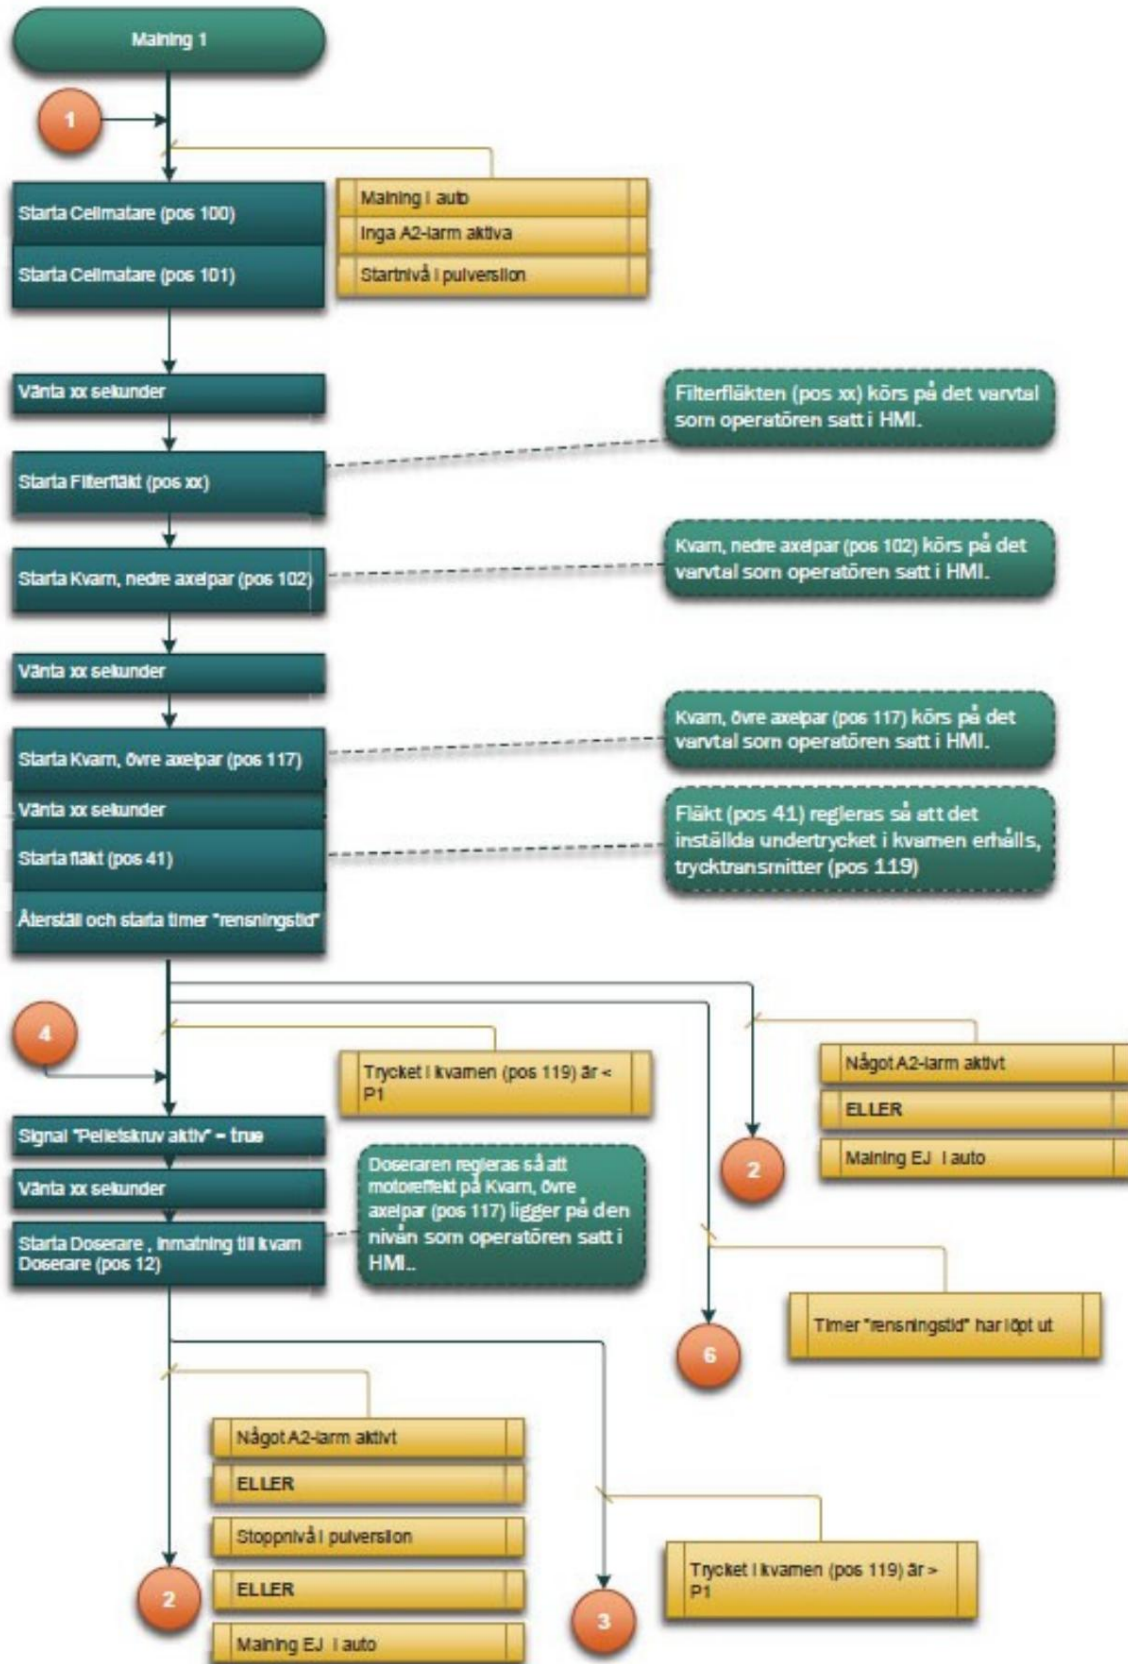 Malning 1
1
Starta Cellmatare (pos 100)
Starta Cellmatare (pos 101)
Malning i auto
Inga A2-larm aktiva
Startnivå i pulversilon
Vänta xx sekunder
Filterfläkten (pos xx) körs på det varvtal
som operatören satt i HMI.
Starta Filterfläkt (pos xx)
Kvarn, nedre axelpar (pos 102) körs på det
varvtal som operatören satt i HMI.
Starta Kvarn, nedre axelpar (pos 102)
Vänta xx sekunder
Kvarn, övre axelpar (pos 117) körs på det
varvtal som operatören satt i HMI.
Starta Kvarn, övre axelpar (pos 117)
Vänta xx sekunder
Starta fläkt (pos 41)
Fläkt (pos 41) regleras så att det
inställda undertrycket i kvarnen erhålls,
trycktransmitter (pos 119)
Återställ och starta timer "rensningstid"
4
Trycket i kvarnen (pos 119) är <
P1
Något A2-larm aktivt
ELLER
Malning EJ i auto
2
Signal "Pelletskruv aktiv" = true
Vänta xx sekunder
Starta Doserare , inmatning till kvarn
Doserare (pos 12)
Doseraren regleras så att
motoreffekt på Kvarn, övre
axelpar (pos 117) ligger på den
nivån som operatören satt i
HMI..
Timer "rensningstid" har löpt ut
6
Något A2-larm aktivt
ELLER
Stoppnivå i pulversilon
ELLER
Malning EJ i auto
2
Trycket i kvarnen (pos 119) är >
P1
3